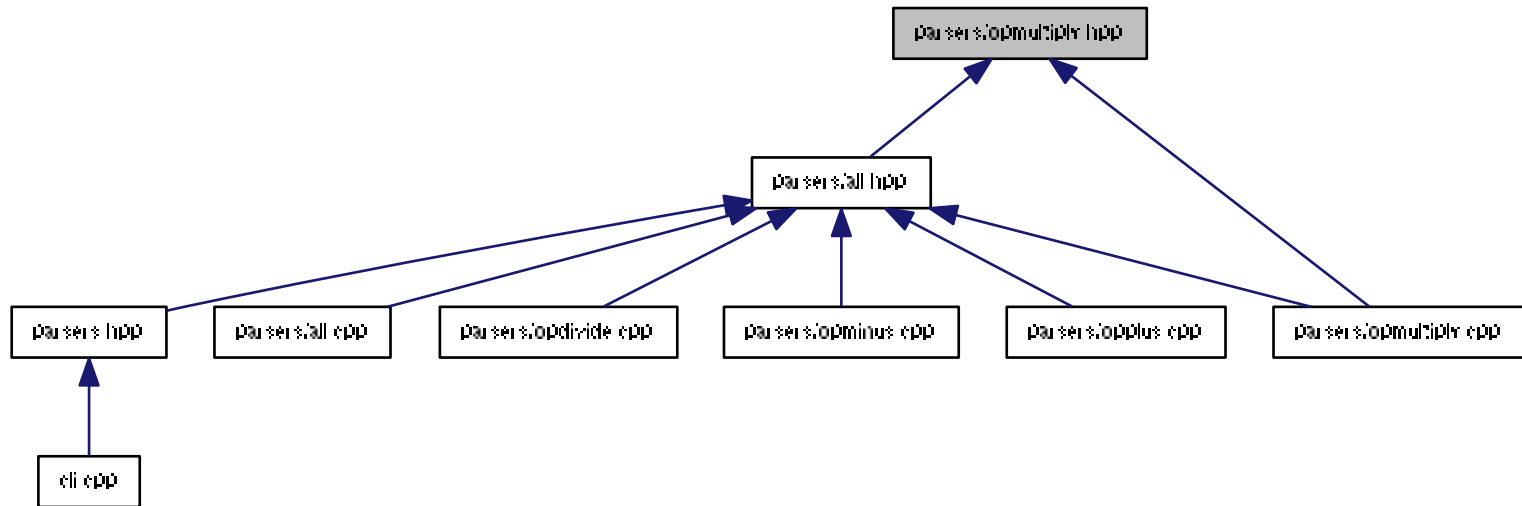 parsers/opmultiply.hpp
parsers/all.hpp
parsers.hpp
parsers/all.cpp
parsers/opdivide.cpp
parsers/opminus.cpp
parsers/opplus.cpp
parsers/opmultiply.cpp
cli.cpp